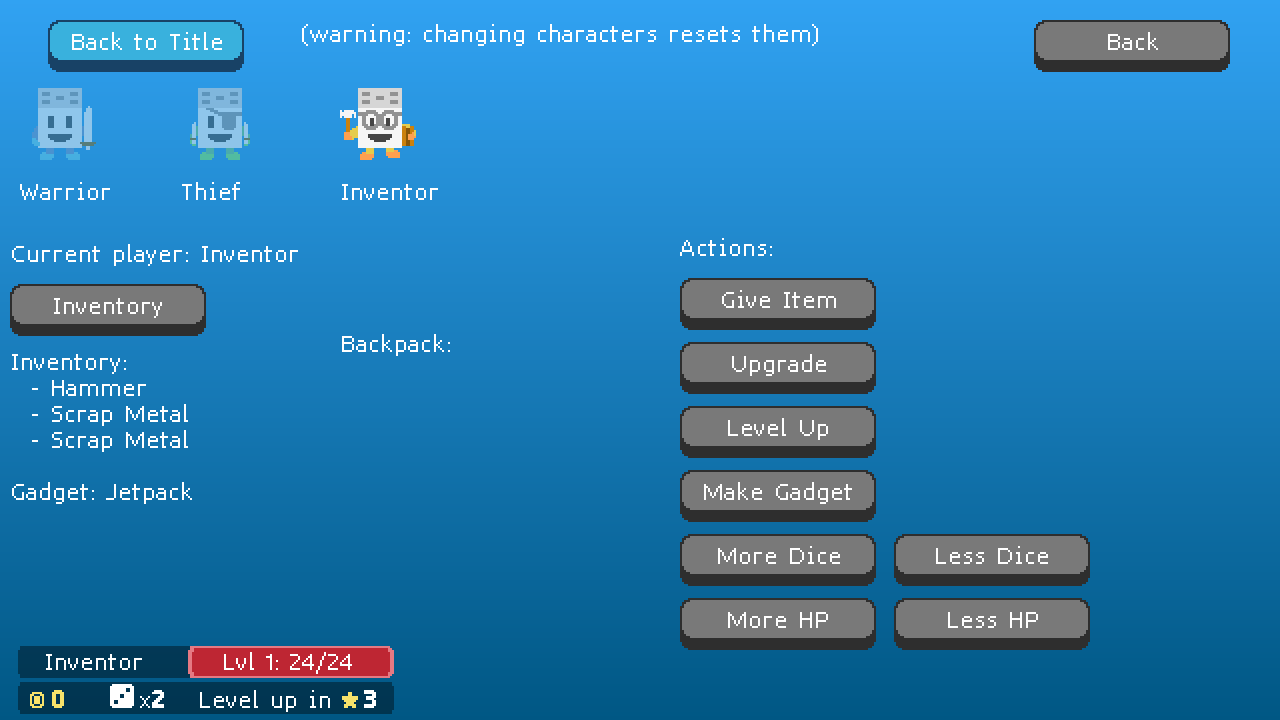 Back to Title
(warning: changing characters resets them)
Back
Warrior
Thief
Inventor
Current player: Inventor
Inventory
Inventory:
- Hammer
- Scrap Metal
- Scrap Metal
Gadget: Jetpack
Backpack:
Actions:
Give Item
Upgrade
Level Up
Make Gadget
More Dice
Less Dice
More HP
Less HP
Inventor
Lvl 1: 24/24
0
x2
Level up in 3